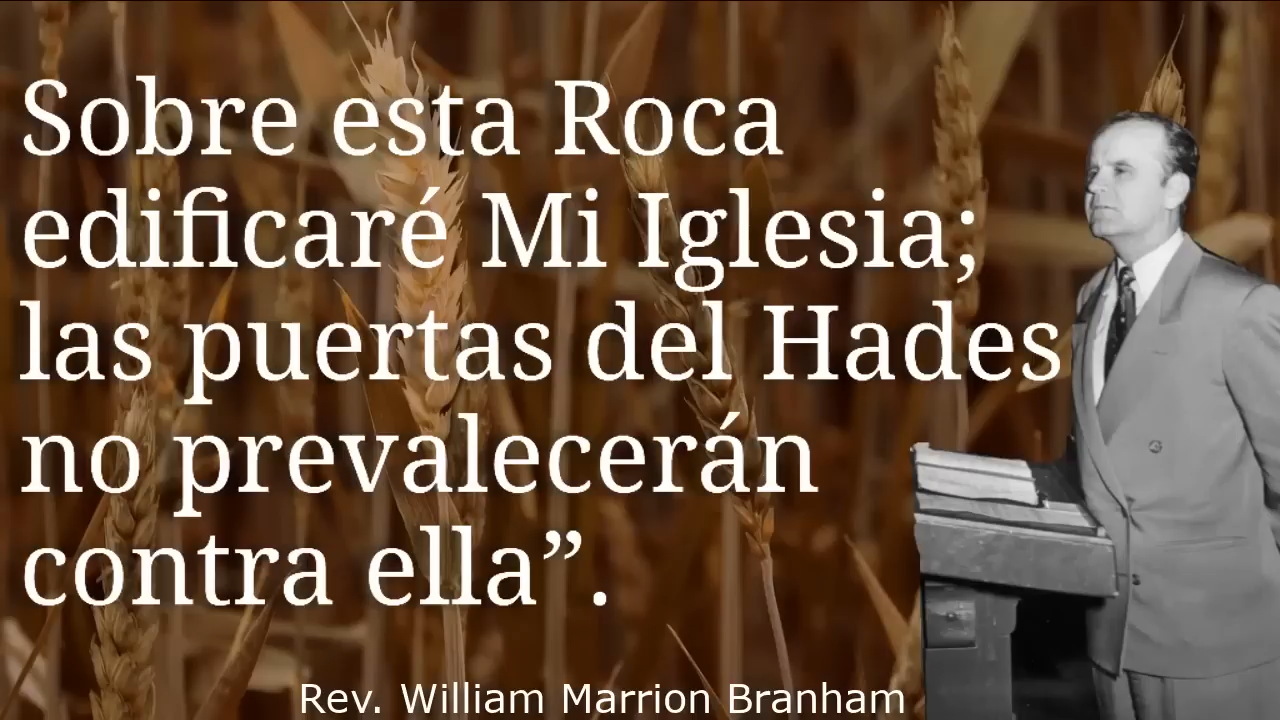 Sobre esta Roca
edificaré Mi Iglesia;
las puertas del Hades
no prevalecerán
contra ella”.
Rev. William Marrion Branham